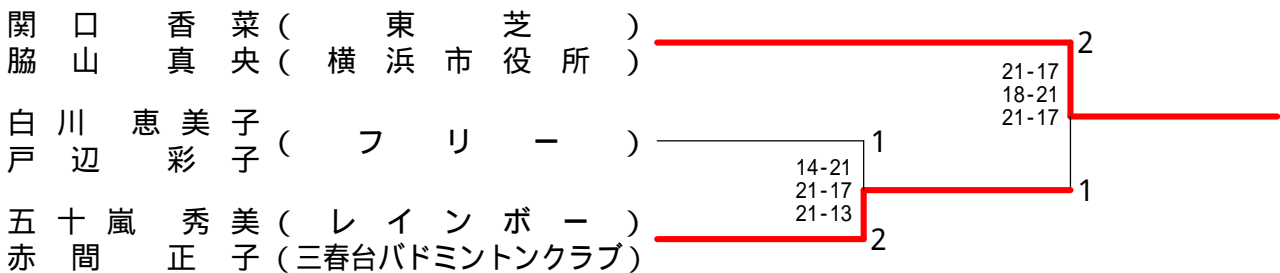 関口 香菜(東芝)
脇山 真央(横浜市役所)
2
21-17
18-21
21-17
白川 恵美子
戸辺 彩子
(フリー)
1
14-21
21-17
21-13
1
五十嵐 秀美(レインボー)
赤間 正子(三春台バドミントンクラブ)
2